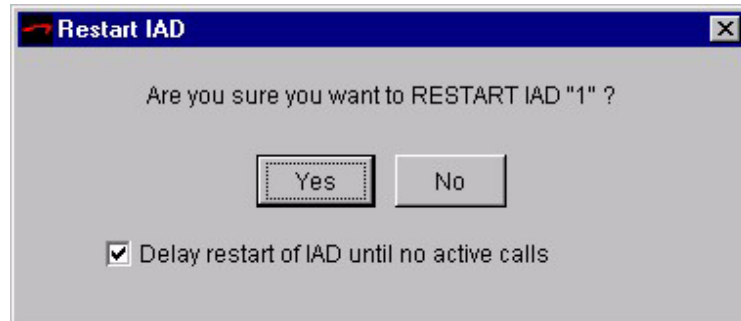 Restart IAD
Are you sure you want to RESTART IAD "1" ?
Yes No
Delay restart of IAD until no active calls